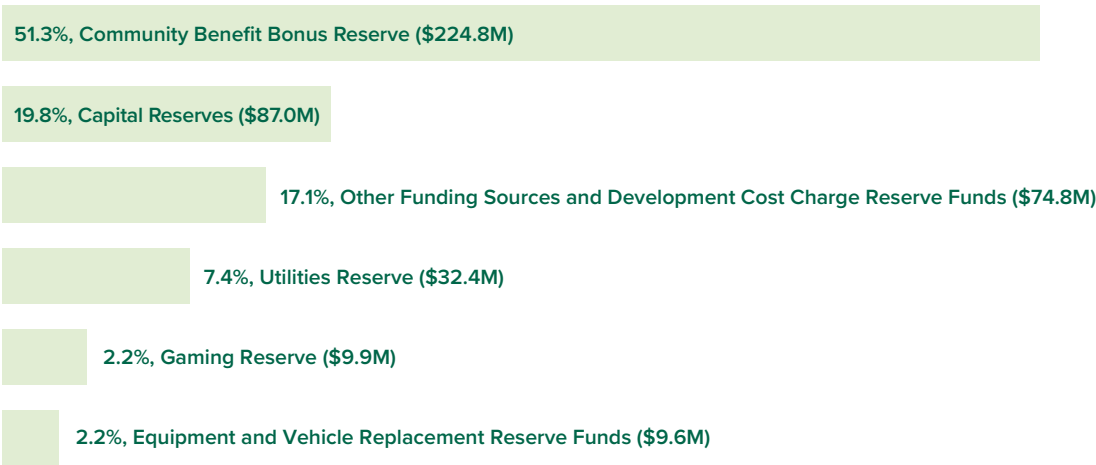 51.3%, Community Benefit Bonus Reserve ($224.8M)
19.8%, Capital Reserves ($87.0M)
17.1%, Other Funding Sources and Development Cost Charge Reserve Funds ($74.8M)
7.4%, Utilities Reserve ($32.4M)
2.2%, Gaming Reserve ($9.9M)
2.2%, Equipment and Vehicle Replacement Reserve Funds ($9.6M)